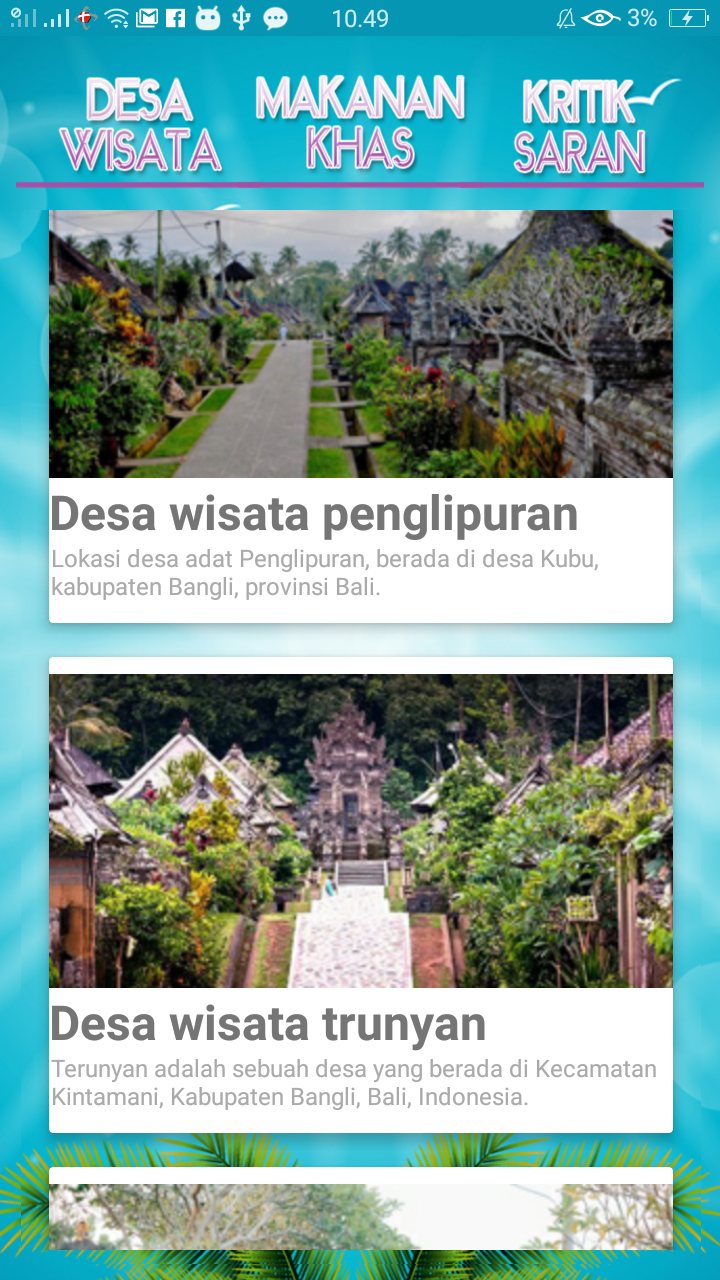 10.49
3%
DESA
WISATA
MAKANAN
KHAS
KRITIK
SARAN
Desa wisata penglipuran
Lokasi desa adat Penglipuran, berada di desa Kubu,
kabupaten Bangli, provinsi Bali.
Desa wisata trunyan
Terunyan adalah sebuah desa yang berada di Kecamatan
Kintamani, Kabupaten Bangli, Bali, Indonesia.